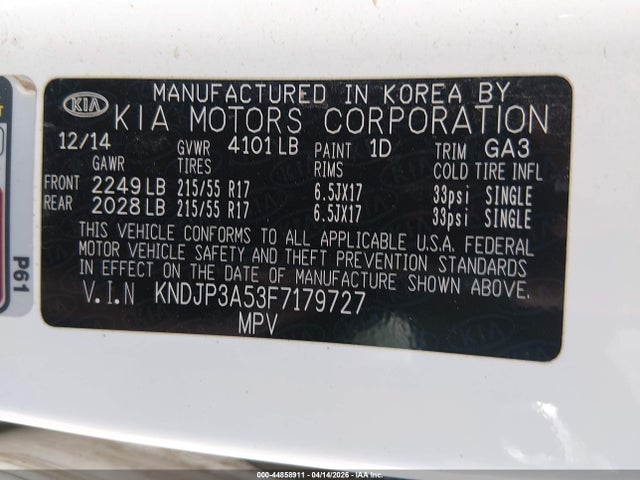 MANUFACTURED IN KOREA BY
KIA KIA MOTORS CORPORATION
12/14 GVWR 4101 LB PAINT 1D TRIM GA3
GAWR TIRES RIMS COLD TIRE INFL
FRONT 2249 LB 215/55 R17 6.5JX17 33psi SINGLE
REAR 2028 LB 215/55 R17 6.5JX17 33psi SINGLE
THIS VEHICLE CONFORMS TO ALL APPLICABLE U.S.A. FEDERAL
MOTOR VEHICLE SAFETY AND THEFT PREVENTION STANDARDS
IN EFFECT ON THE DATE OF MANUFACTURE SHOWN ABOVE.
V.I.N KNDJP3A53F7179727
MPV
P61
000-44858911 - 04/14/2026 - COPART - IAA